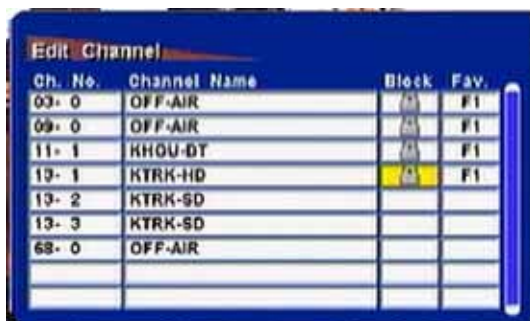 Edit Channel
Ch. No. Channel Name Block Fav.
03- 0 OFF-AIR F1
09- 0 OFF-AIR F1
11- 1 KHOU-DT F1
13- 1 KTRK-HD F1
13- 2 KTRK-SD
13- 3 KTRK-SD
68- 0 OFF-AIR